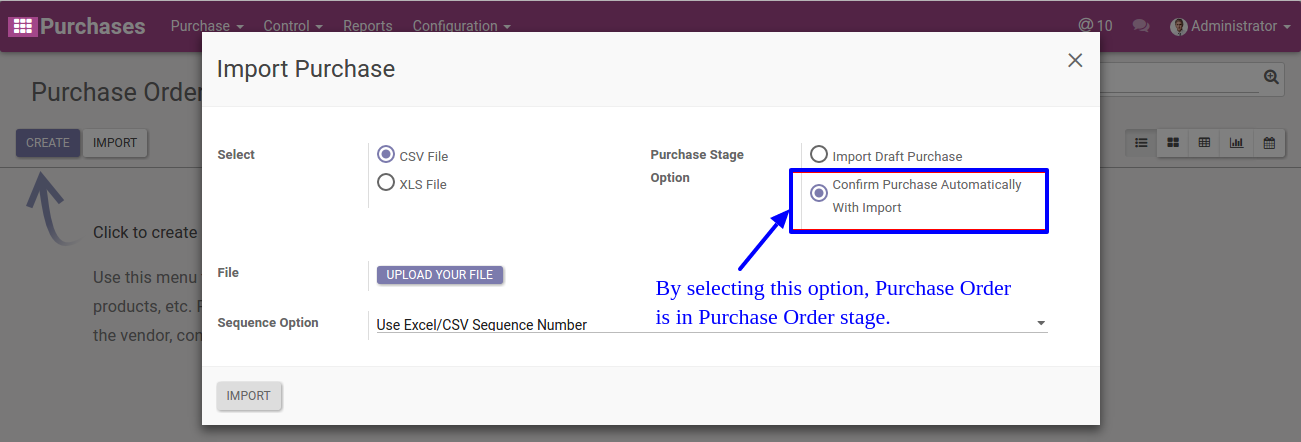 Purchases Purchase Control Reports Configuration @ 10 Administrator
Import Purchase
Purchase Order
CREATE IMPORT
Select CSV File Purchase Stage Import Draft Purchase
XLS File Option Confirm Purchase Automatically
With Import
Click to create
Use this menu
File UPLOAD YOUR FILE
By selecting this option, Purchase Order
products, etc.
is in Purchase Order stage.
Sequence Option Use Excel/CSV Sequence Number
the vendor, con
IMPORT